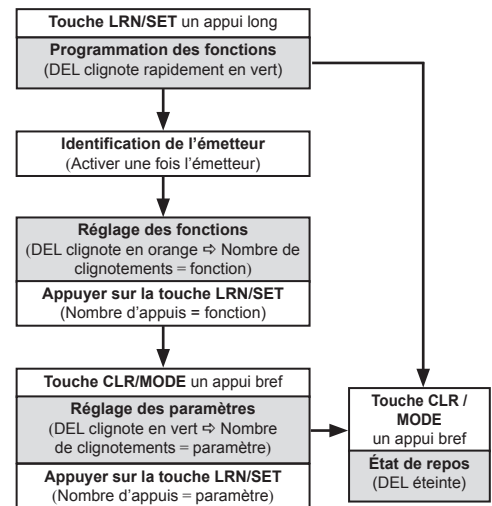 Touche LRN/SET un appui long
Programmation des fonctions
(DEL clignote rapidement en vert)
Identification de l'émetteur
(Activer une fois l'émetteur)
Réglage des fonctions
(DEL clignote en orange ⇨ Nombre de
clignotements = fonction)
Appuyer sur la touche LRN/SET
(Nombre d'appuis = fonction)
Touche CLR/MODE un appui bref
Réglage des paramètres
(DEL clignote en vert ⇨ Nombre
de clignotements = paramètre)
Appuyer sur la touche LRN/SET
(Nombre d'appuis = paramètre)
Touche CLR /
MODE
un appui bref
État de repos
(DEL éteinte)